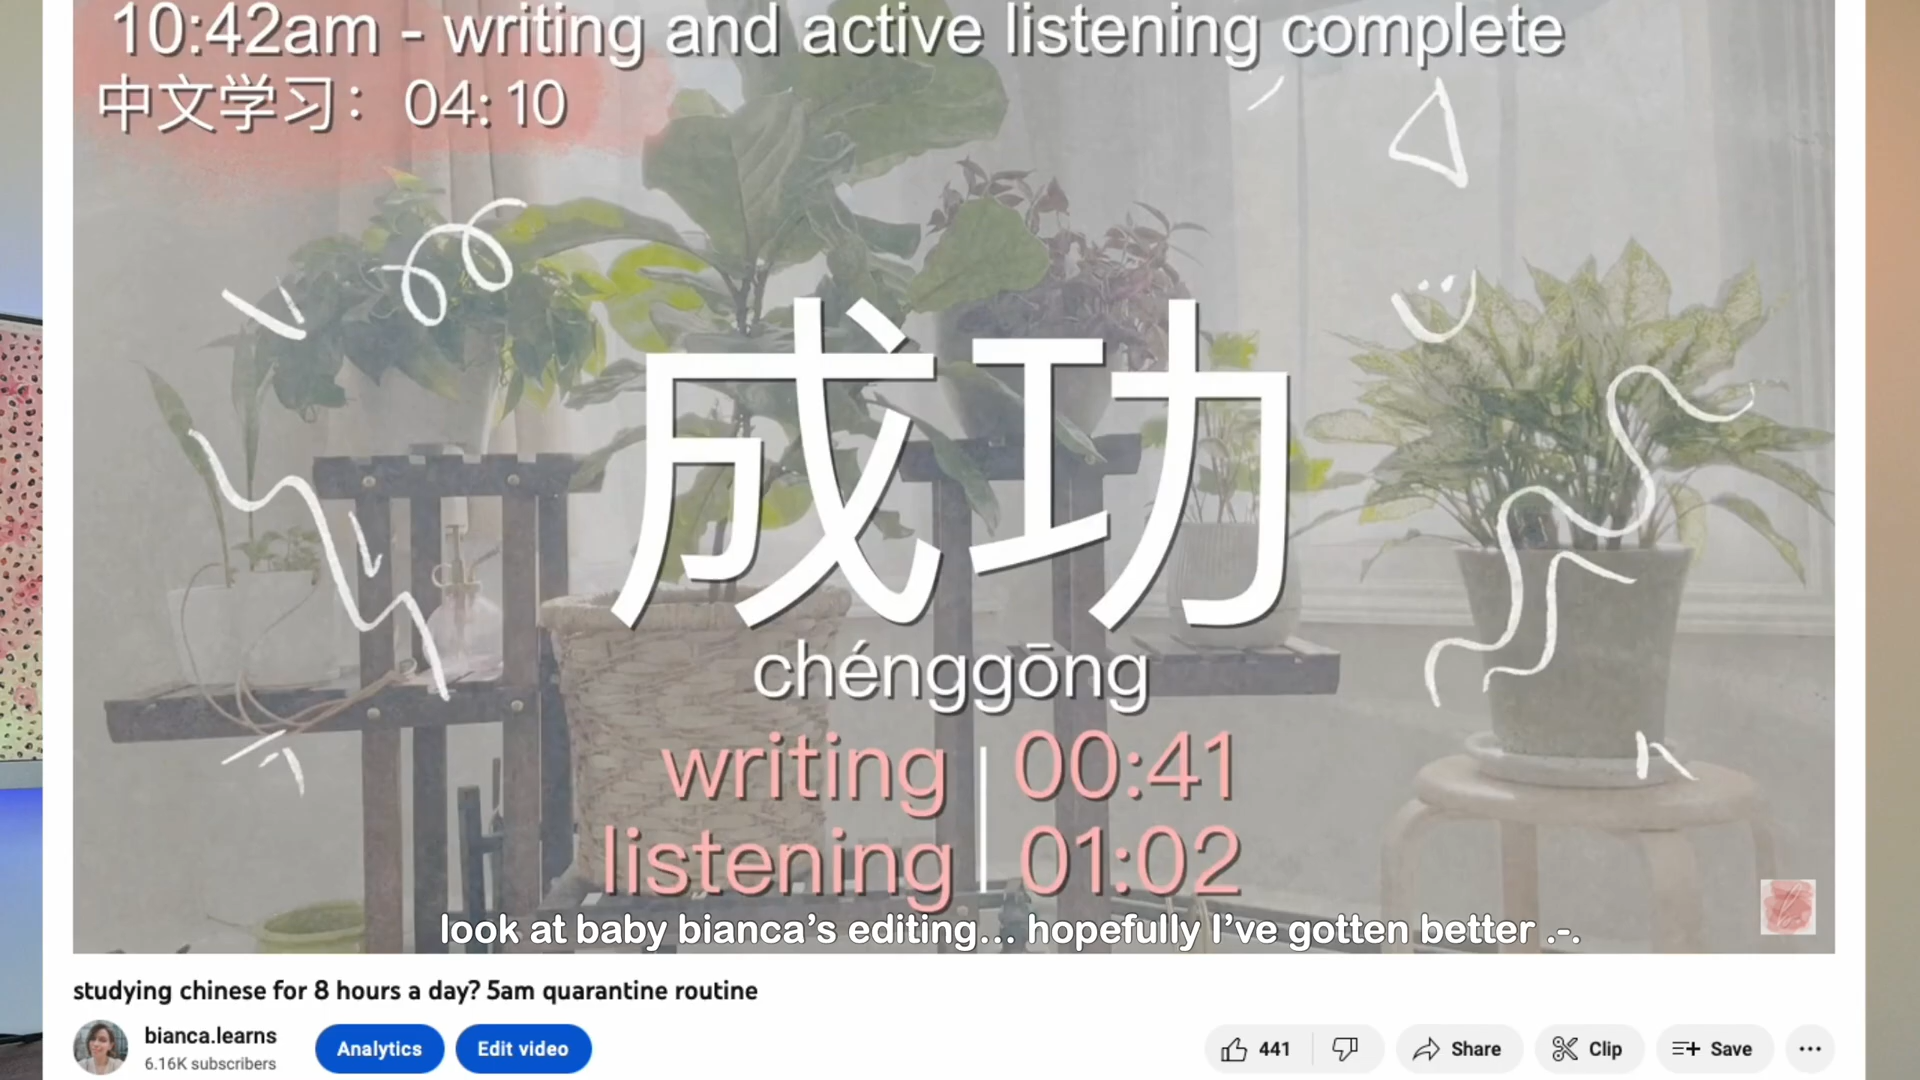 10:42am - writing and active listening complete
中文学习：04:10
成功
chénggōng
writing | 00:41
listening | 01:02
look at baby bianca's editing... hopefully I've gotten better .-.
studying chinese for 8 hours a day? 5am quarantine routine
bianca.learns
6.16K subscribers
Analytics
Edit video
441
Share
Clip
Save